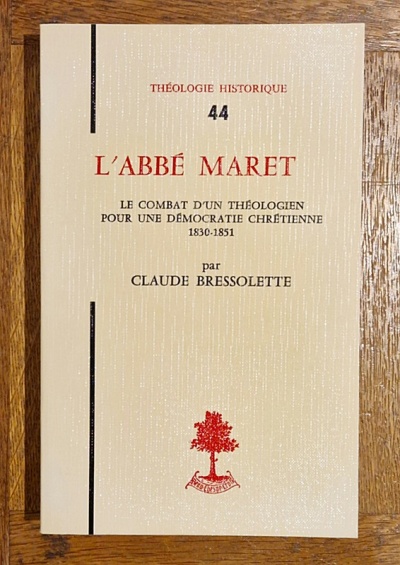 THÉOLOGIE HISTORIQUE
44
L'ABBÉ MARET
LE COMBAT D'UN THÉOLOGIEN
POUR UNE DÉMOCRATIE CHRÉTIENNE
1830-1851
par
CLAUDE BRESSOLETTE